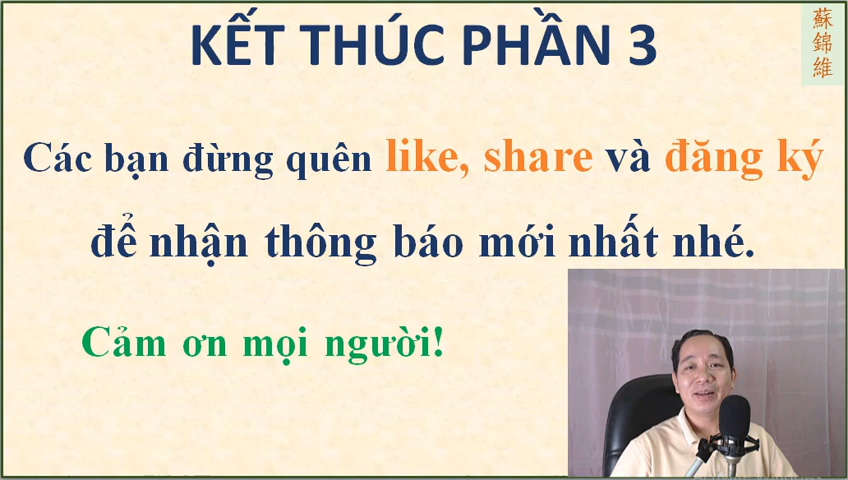 KẾT THÚC PHẦN 3
蘇錦維
Các bạn đừng quên like, share và đăng ký
để nhận thông báo mới nhất nhé.
Cảm ơn mọi người!